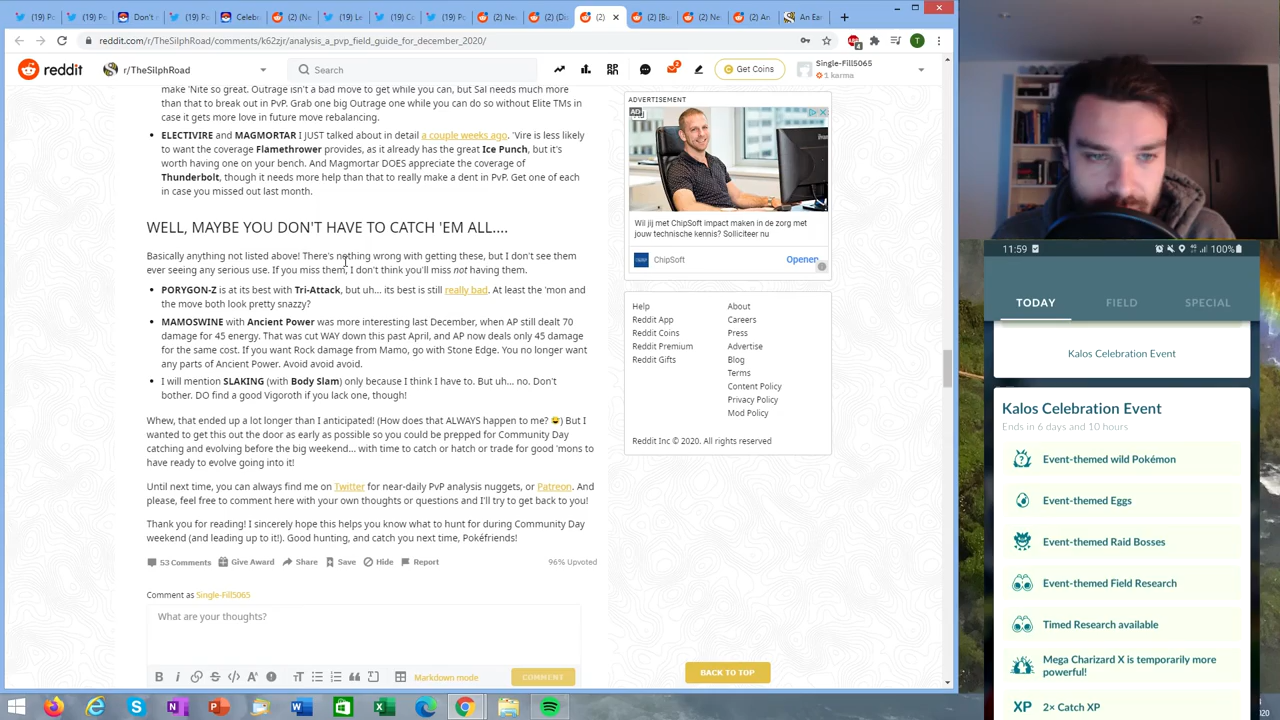 (1) Po
(1) Po
Don't
Celeb
(2) Ne
(2)
(2) Ne
(2)
[Bu
(2) Ne
An Ear
reddit.com/r/TheSilphRoad/comments/k62zjr/analysis_a_pvp_field_guide_for_december_2020/
reddit
r/TheSilphRoad
Search
Get Coins
Single-Fill5065
1 karma
make 'Nite so great. Outrage isn't a bad move to get while you can, but Sal needs much more
than that to break out in PvP. Grab one big Outrage one while you can do so without Elite TMs in
case it gets more love in future move rebalancing.
ELECTIVIRE and MAGMORTAR I JUST talked about in detail a couple weeks ago. 'Vire is less likely
to want the coverage Flamethrower provides, as it already has the great Ice Punch, but it's
worth having one on your bench. And Magmortar DOES appreciate the coverage of
Thunderbolt, though it needs more help than that to really make a dent in PvP. Get one of each
in case you missed out last month.
WELL, MAYBE YOU DON'T HAVE TO CATCH 'EM ALL....
Basically anything not listed above! There's nothing wrong with getting these, but I don't see them
ever seeing any serious use. If you miss them, I don't think you'll miss not having them.
PORYGON-Z is at its best with Tri-Attack, but uh... its best is still really bad. At least the 'mon and
the move both look pretty snazzy?
MAMOSWINE with Ancient Power was more interesting last December, when AP still dealt 70
damage for 45 energy. That was cut WAY down this past April, and AP now deals only 45 damage
for the same cost. If you want Rock damage from Mamo, go with Stone Edge. You no longer want
any parts of Ancient Power. Avoid avoid avoid.
I will mention SLAKING (with Body Slam) only because I think I have to. But uh... no. Don't
bother. DO find a good Vigoroth if you lack one, though!
Whew, that ended up a lot longer than I anticipated! (How does that ALWAYS happen to me? 😅) But I
wanted to get this out the door as early as possible so you could be prepped for Community Day
catching and evolving before the big weekend... with time to catch or hatch or trade for good 'mons to
have ready to evolve going into it!
Until next time, you can always find me on Twitter for near-daily PvP analysis nuggets, or Patreon. And
please, feel free to comment here with your own thoughts or questions and I'll try to get back to you!
Thank you for reading! I sincerely hope this helps you know what to hunt for during Community Day
weekend (and leading up to it!). Good hunting, and catch you next time, Pokéfriends!
53 Comments Give Award Share Save Hide Report 96% Upvoted
Comment as Single-Fill5065
What are your thoughts?
Markdown mode
COMMENT
ADVERTISEMENT
AD
Wil jij met ChipSoft impact maken in de zorg met
jouw technische kennis? Solliciteer nu
ChipSoft
Openen
Help About
Reddit App Careers
Reddit Coins Press
Reddit Premium Advertise
Reddit Gifts Blog
Terms
Content Policy
Privacy Policy
Mod Policy
Reddit Inc © 2020. All rights reserved
BACK TO TOP
11:59
100%
TODAY FIELD SPECIAL
Kalos Celebration Event
Kalos Celebration Event
Ends in 6 days and 10 hours
Event-themed wild Pokémon
Event-themed Eggs
Event-themed Raid Bosses
Event-themed Field Research
Timed Research available
Mega Charizard X is temporarily more
powerful!
XP 2× Catch XP